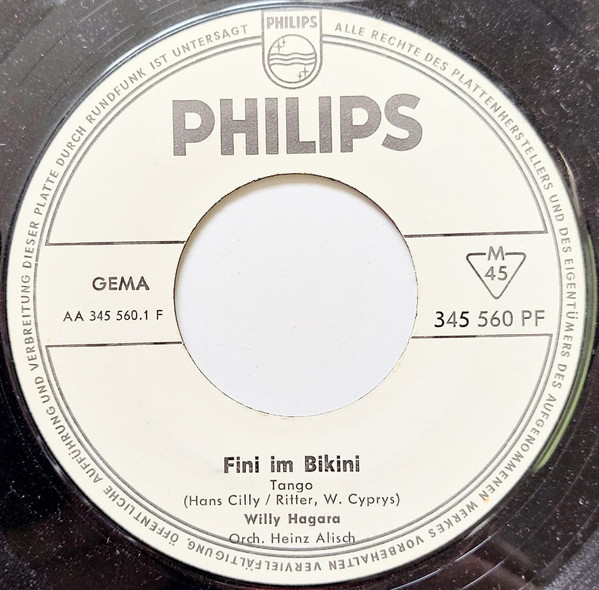 ALLE RECHTE DES PLATTENHERSTELLERS UND DES EIGENTÜMERS DES AUFGENOMMENEN WERKES VORBEHALTEN VERVIELFÄLTIGUNG, ÖFFENTLICHE AUFFÜHRUNG UND VERBREITUNG DIESER PLATTE DURCH RUNDFUNK IST UNTERSAGT
PHILIPS
PHILIPS
GEMA
AA 345 560.1 F
M
45
345 560 PF
Fini im Bikini
Tango
(Hans Cilly / Ritter, W. Cyprys)
Willy Hagara
Orch. Heinz Alisch